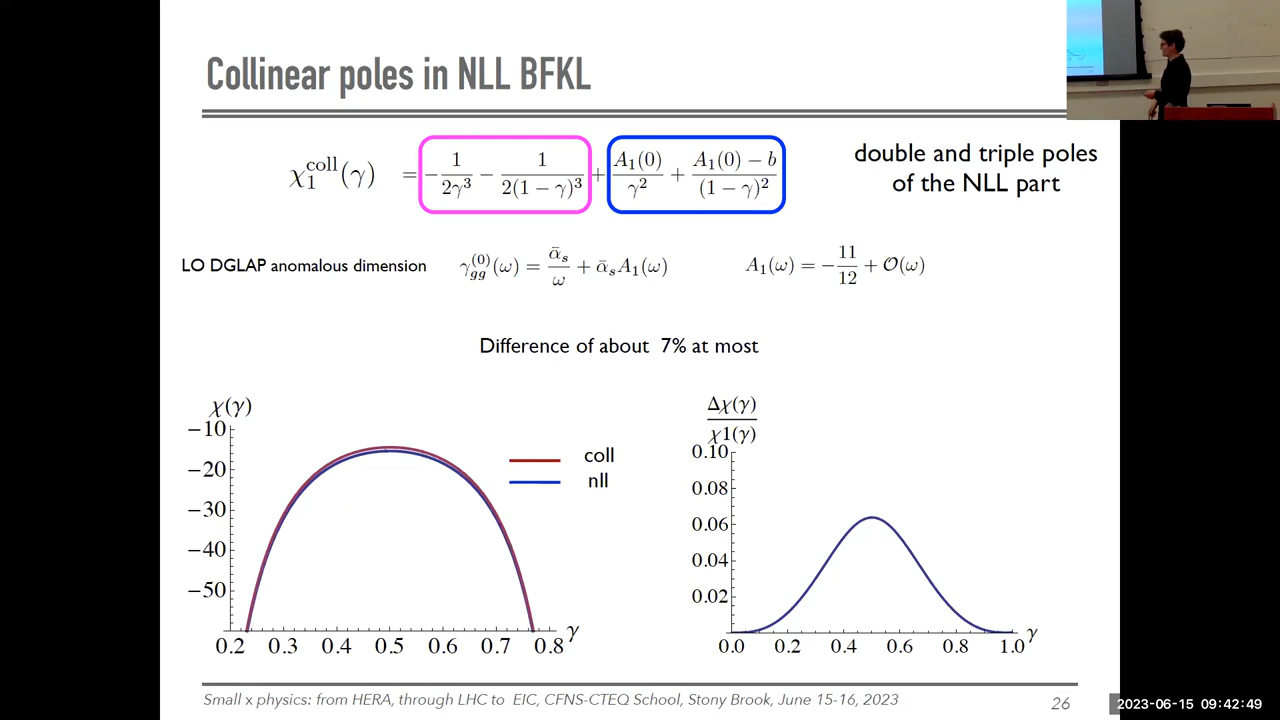 Collinear poles in NLL BFKL
χ₁^coll(γ) = −1/(2γ³) − 1/(2(1 − γ)³) + A₁(0)/γ² + (A₁(0) − b)/(1 − γ)²
double and triple poles
of the NLL part
LO DGLAP anomalous dimension γ_gg^(0)(ω) = ᾱ_s/ω + ᾱ_s A₁(ω) A₁(ω) = −11/12 + O(ω)
Difference of about 7% at most
χ(γ)
−10
−20
−30
−40
−50
0.2 0.3 0.4 0.5 0.6 0.7 0.8 γ
coll
nll
Δχ(γ)
χ1(γ)
0.10
0.08
0.06
0.04
0.02
0.0 0.2 0.4 0.6 0.8 1.0 γ
Small x physics: from HERA, through LHC to EIC, CFNS-CTEQ School, Stony Brook, June 15-16, 2023
26
2023-06-15 09:42:49